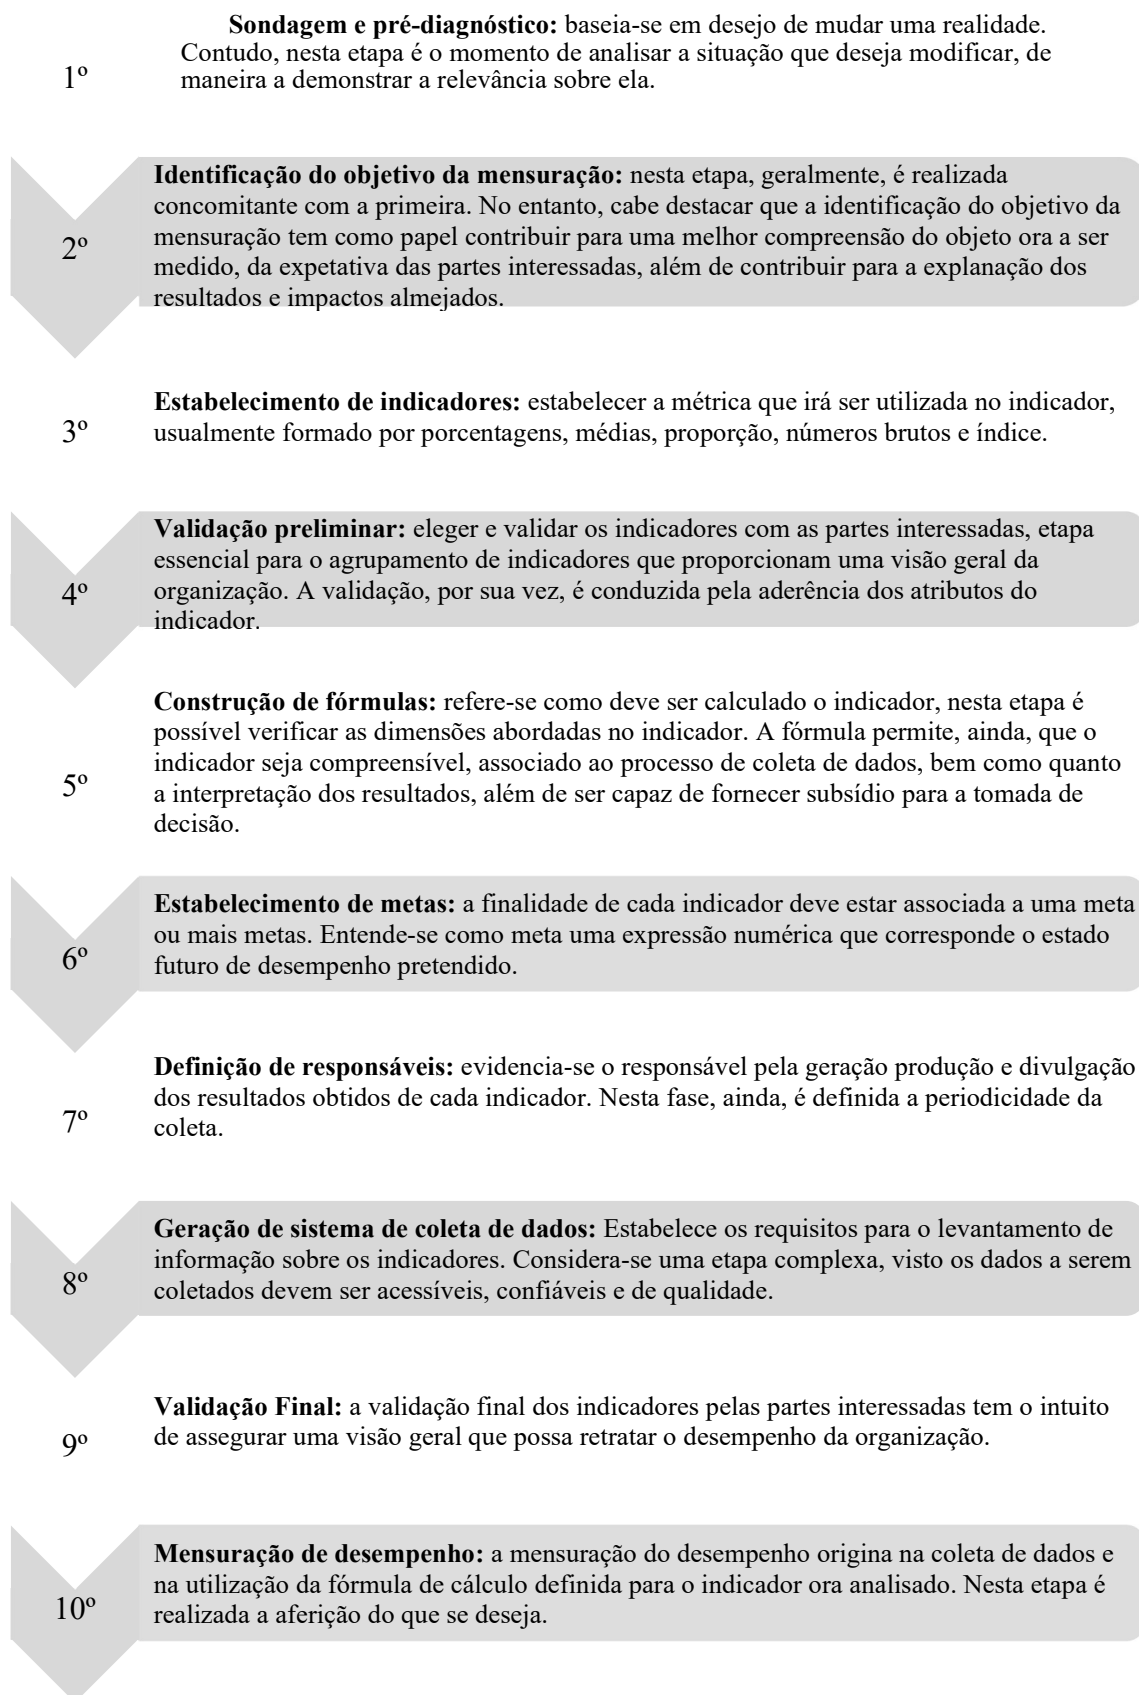 Sondagem e pré-diagnóstico: baseia-se em desejo de mudar uma realidade.
Contudo, nesta etapa é o momento de analisar a situação que deseja modificar, de
1º
maneira a demonstrar a relevância sobre ela.
Identificação do objetivo da mensuração: nesta etapa, geralmente, é realizada
concomitante com a primeira. No entanto, cabe destacar que a identificação do objetivo da
2º
mensuração tem como papel contribuir para uma melhor compreensão do objeto ora a ser
medido, da expetativa das partes interessadas, além de contribuir para a explanação dos
resultados e impactos almejados.
Estabelecimento de indicadores: estabelecer a métrica que irá ser utilizada no indicador,
3º
usualmente formado por porcentagens, médias, proporção, números brutos e índice.
Validação preliminar: eleger e validar os indicadores com as partes interessadas, etapa
essencial para o agrupamento de indicadores que proporcionam uma visão geral da
4º
organização. A validação, por sua vez, é conduzida pela aderência dos atributos do
indicador.
Construção de fórmulas: refere-se como deve ser calculado o indicador, nesta etapa é
possível verificar as dimensões abordadas no indicador. A fórmula permite, ainda, que o
5º
indicador seja compreensível, associado ao processo de coleta de dados, bem como quanto
a interpretação dos resultados, além de ser capaz de fornecer subsídio para a tomada de
decisão.
Estabelecimento de metas: a finalidade de cada indicador deve estar associada a uma meta
ou mais metas. Entende-se como meta uma expressão numérica que corresponde o estado
6º
futuro de desempenho pretendido.
Definição de responsáveis: evidencia-se o responsável pela geração produção e divulgação
dos resultados obtidos de cada indicador. Nesta fase, ainda, é definida a periodicidade da
7º
coleta.
Geração de sistema de coleta de dados: Estabelece os requisitos para o levantamento de
informação sobre os indicadores. Considera-se uma etapa complexa, visto os dados a serem
8º
coletados devem ser acessíveis, confiáveis e de qualidade.
Validação Final: a validação final dos indicadores pelas partes interessadas tem o intuito
9º
de assegurar uma visão geral que possa retratar o desempenho da organização.
Mensuração de desempenho: a mensuração do desempenho origina na coleta de dados e
na utilização da fórmula de cálculo definida para o indicador ora analisado. Nesta etapa é
10º
realizada a aferição do que se deseja.